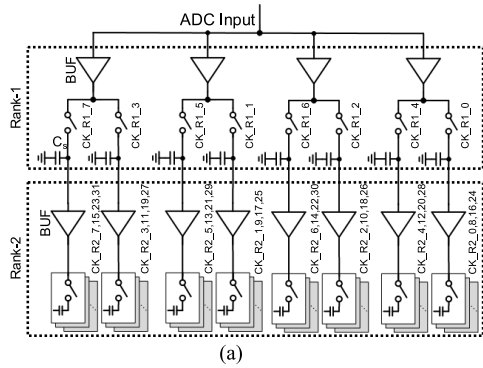 ADC Input
Rank-1
BUF
CK_R1_7
CK_R1_3
CK_R1_5
CK_R1_1
CK_R1_6
CK_R1_2
CK_R1_4
CK_R1_0
Cs
Rank-2
BUF
CK_R2_7,15,23,31
CK_R2_3,11,19,27
CK_R2_5,13,21,29
CK_R2_1,9,17,25
CK_R2_6,14,22,30
CK_R2_2,10,18,26
CK_R2_4,12,20,28
CK_R2_0,8,16,24
(a)